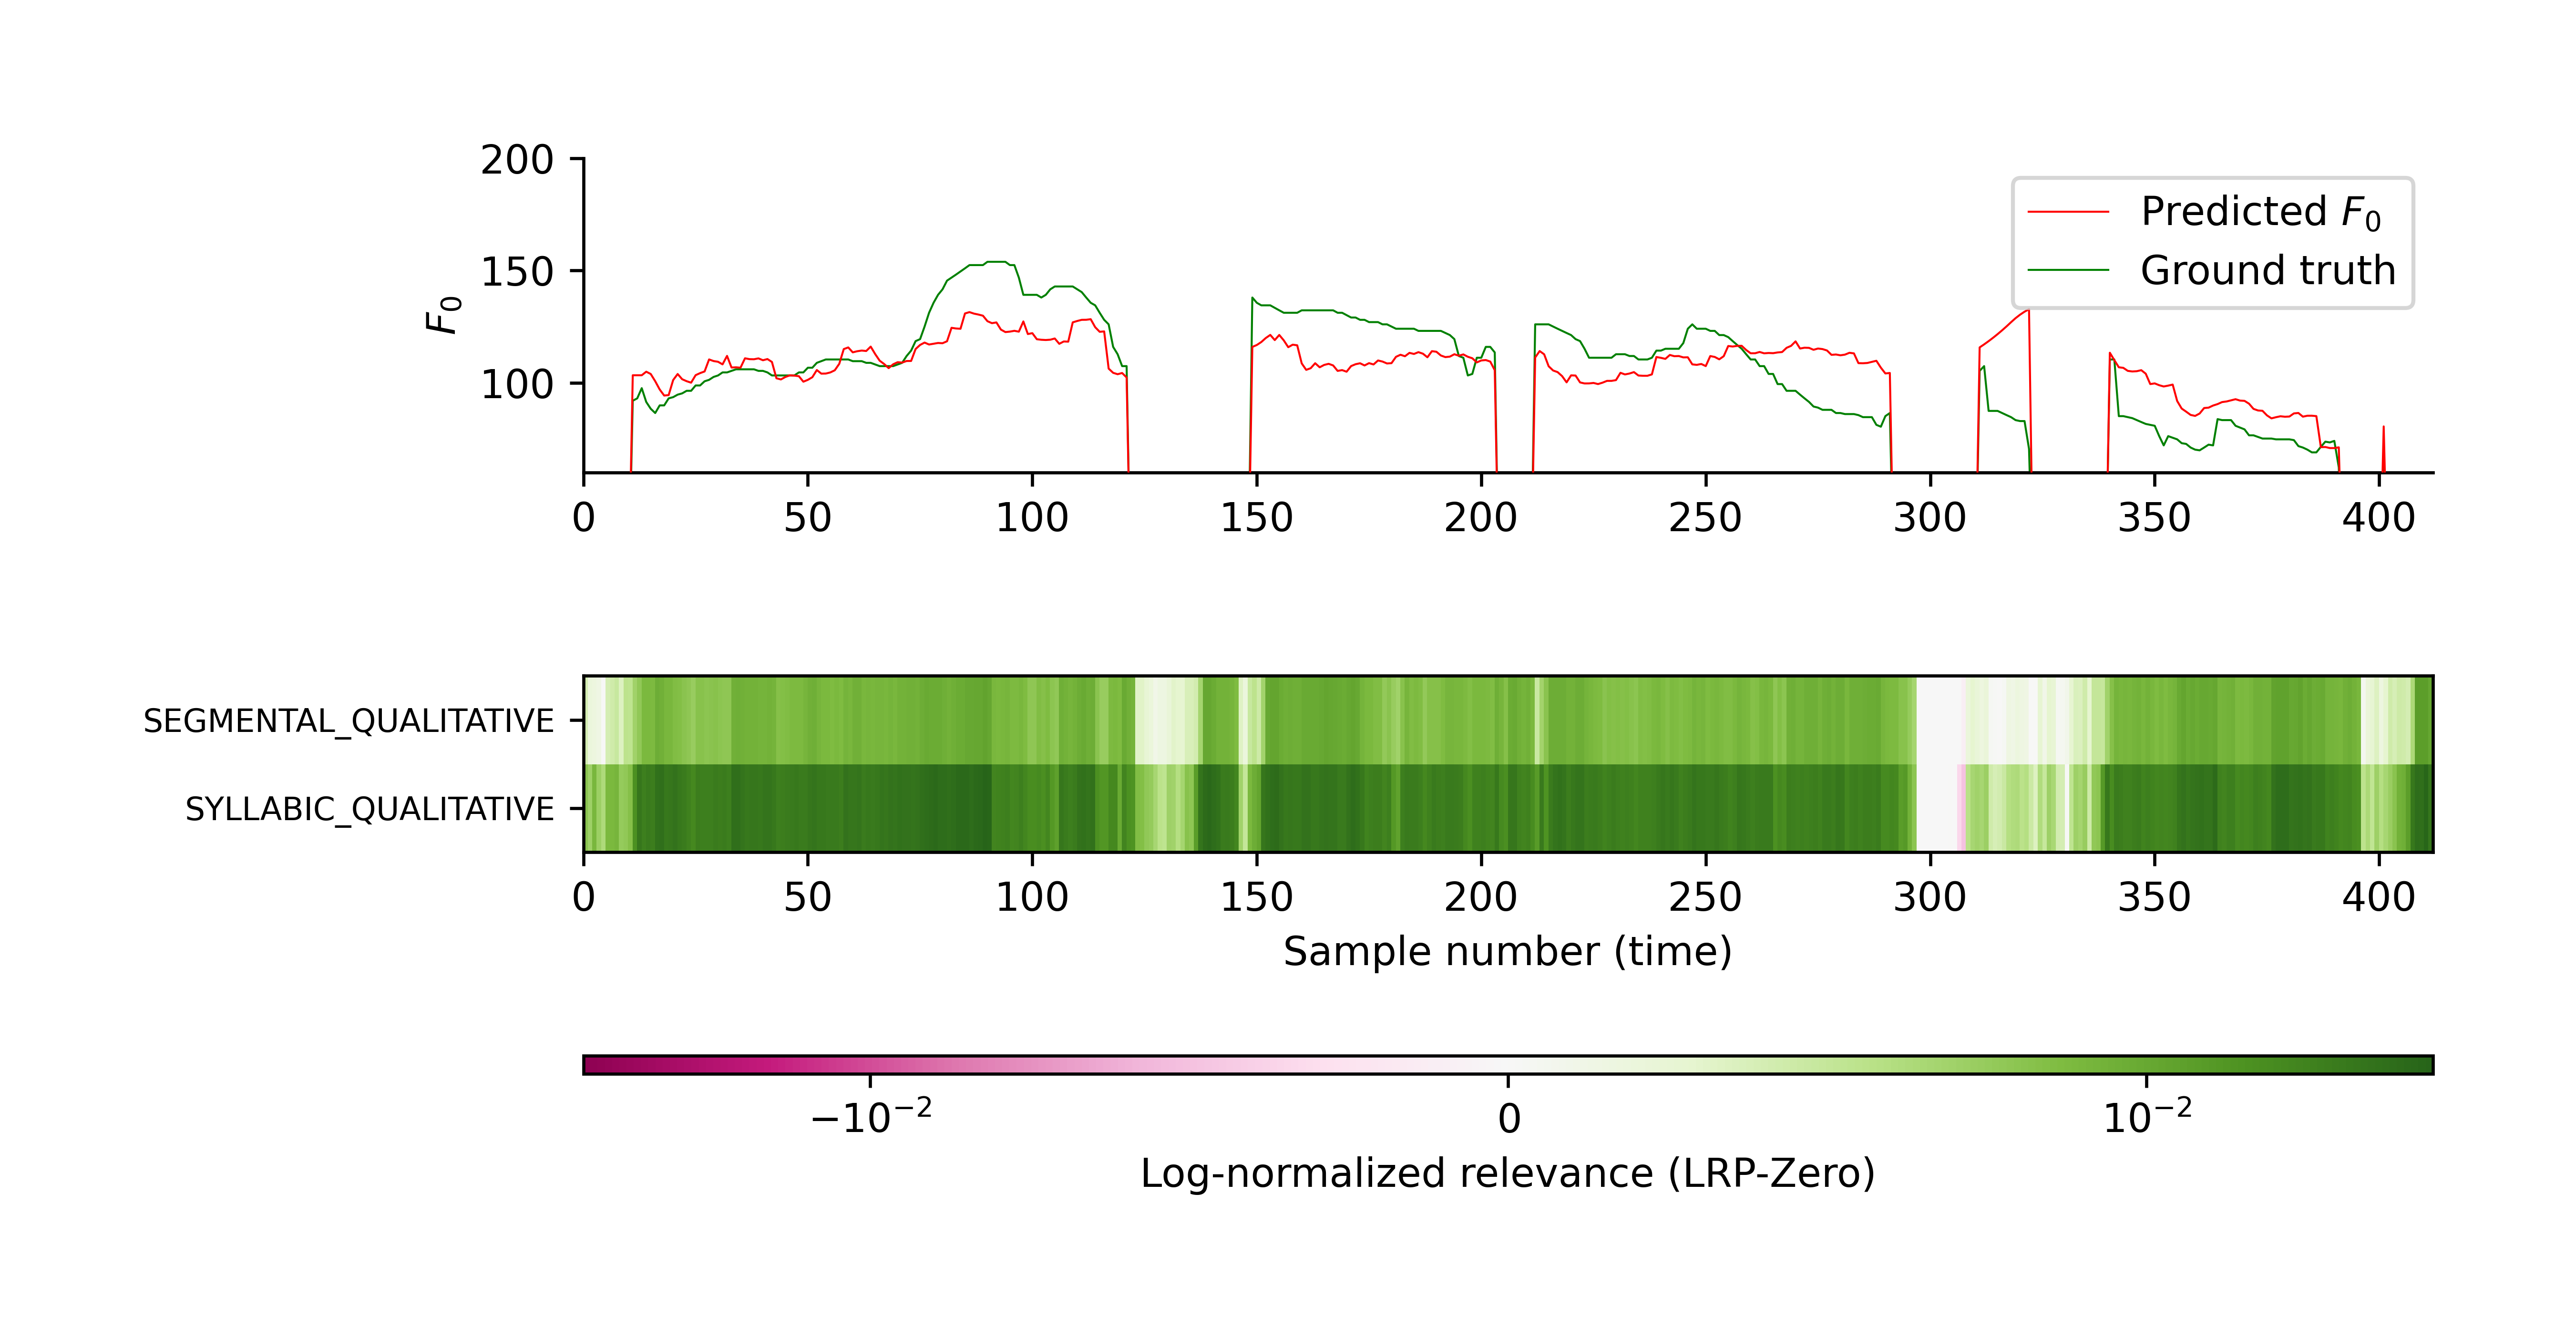 200
150
100
F₀
Predicted F₀
Ground truth
0 50 100 150 200 250 300 350 400
SEGMENTAL_QUALITATIVE
SYLLABIC_QUALITATIVE
0 50 100 150 200 250 300 350 400
Sample number (time)
−10⁻² 0 10⁻²
Log-normalized relevance (LRP-Zero)